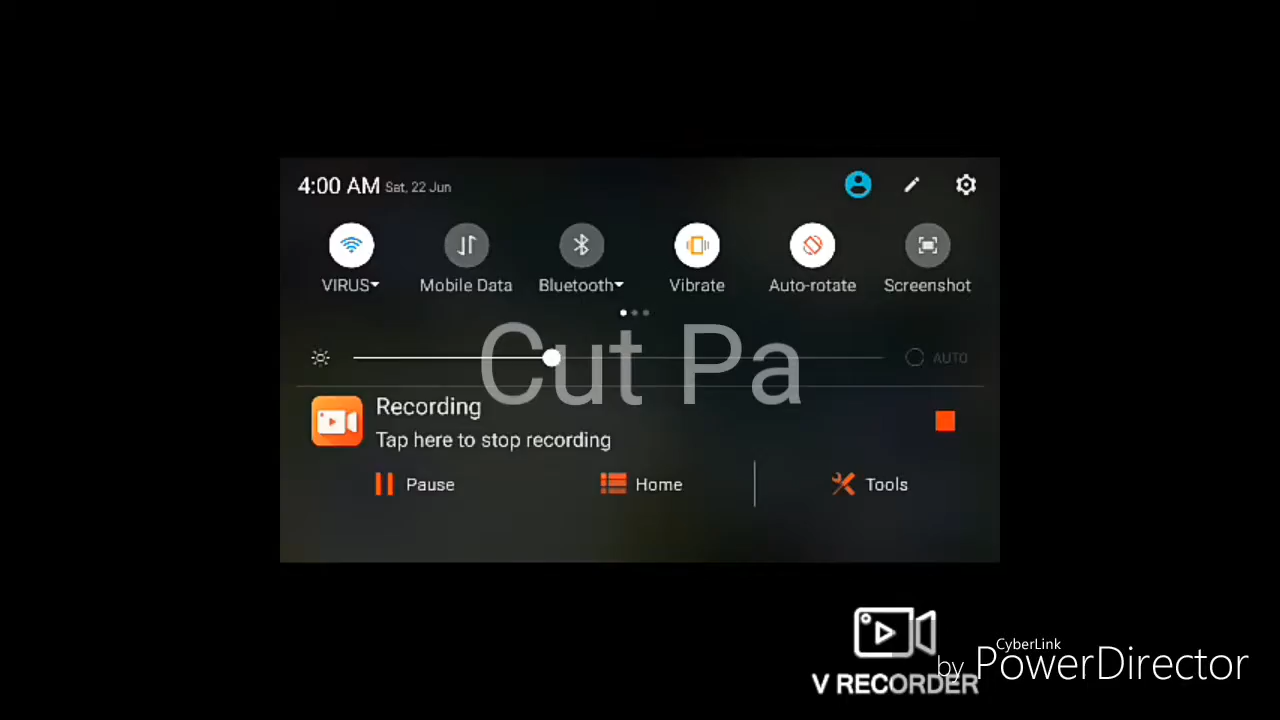 4:00 AM Sat, 22 Jun
VIRUS
Mobile Data
Bluetooth
Vibrate
Auto-rotate
Screenshot
Cut Pa
AUTO
Recording
Tap here to stop recording
Pause
Home
Tools
V RECORDER
CyberLink
by PowerDirector